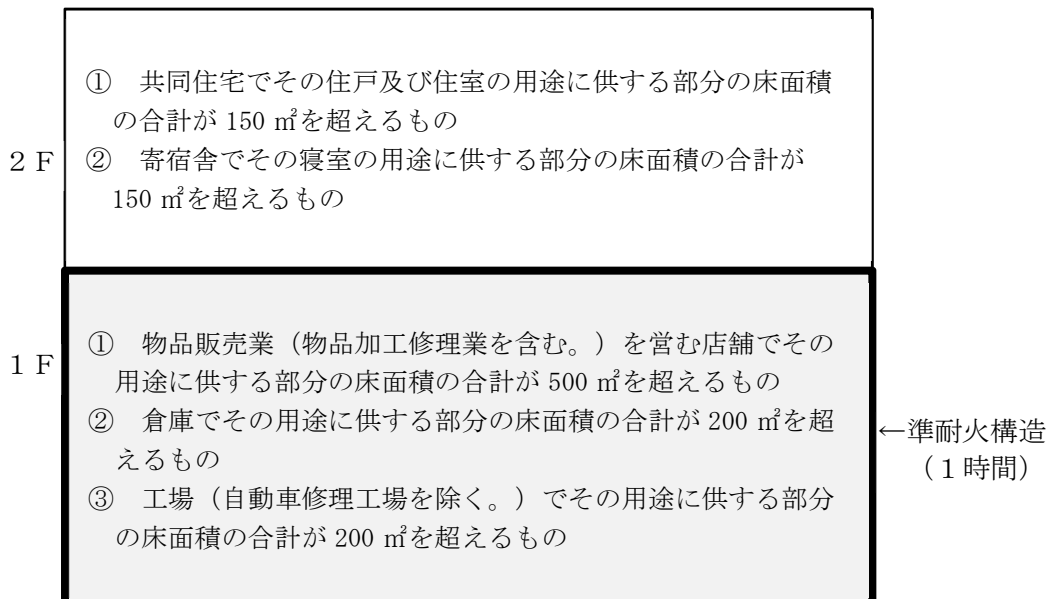 ① 共同住宅でその住戸及び住室の用途に供する部分の床面積
の合計が 150 ㎡を超えるもの
2F
② 寄宿舎でその寝室の用途に供する部分の床面積の合計が
150 ㎡を超えるもの
① 物品販売業（物品加工修理業を含む。）を営む店舗でその
1F
用途に供する部分の床面積の合計が 500 ㎡を超えるもの
② 倉庫でその用途に供する部分の床面積の合計が 200 ㎡を超
えるもの
←準耐火構造
（１時間）
③ 工場（自動車修理工場を除く。）でその用途に供する部分
の床面積の合計が 200 ㎡を超えるもの